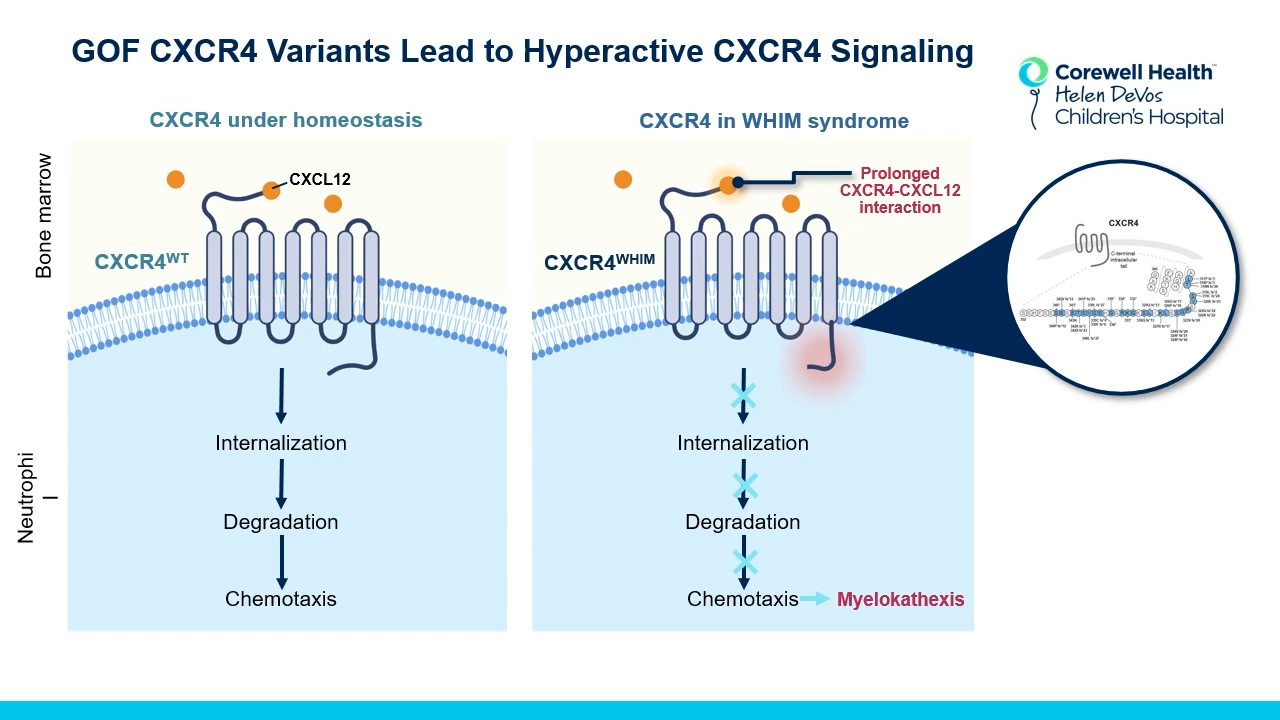 GOF CXCR4 Variants Lead to Hyperactive CXCR4 Signaling
Corewell Health™
Helen DeVos
Children's Hospital
CXCR4 under homeostasis
CXCR4 in WHIM syndrome
Bone marrow
CXCL12
Prolonged
CXCR4-CXCL12
interaction
CXCR4WT
CXCR4WHIM
CXCR4
C-terminal
intracellular
tail
Neutrophi
l
Internalization
Degradation
Chemotaxis
Internalization
Degradation
Chemotaxis
Myelokathexis